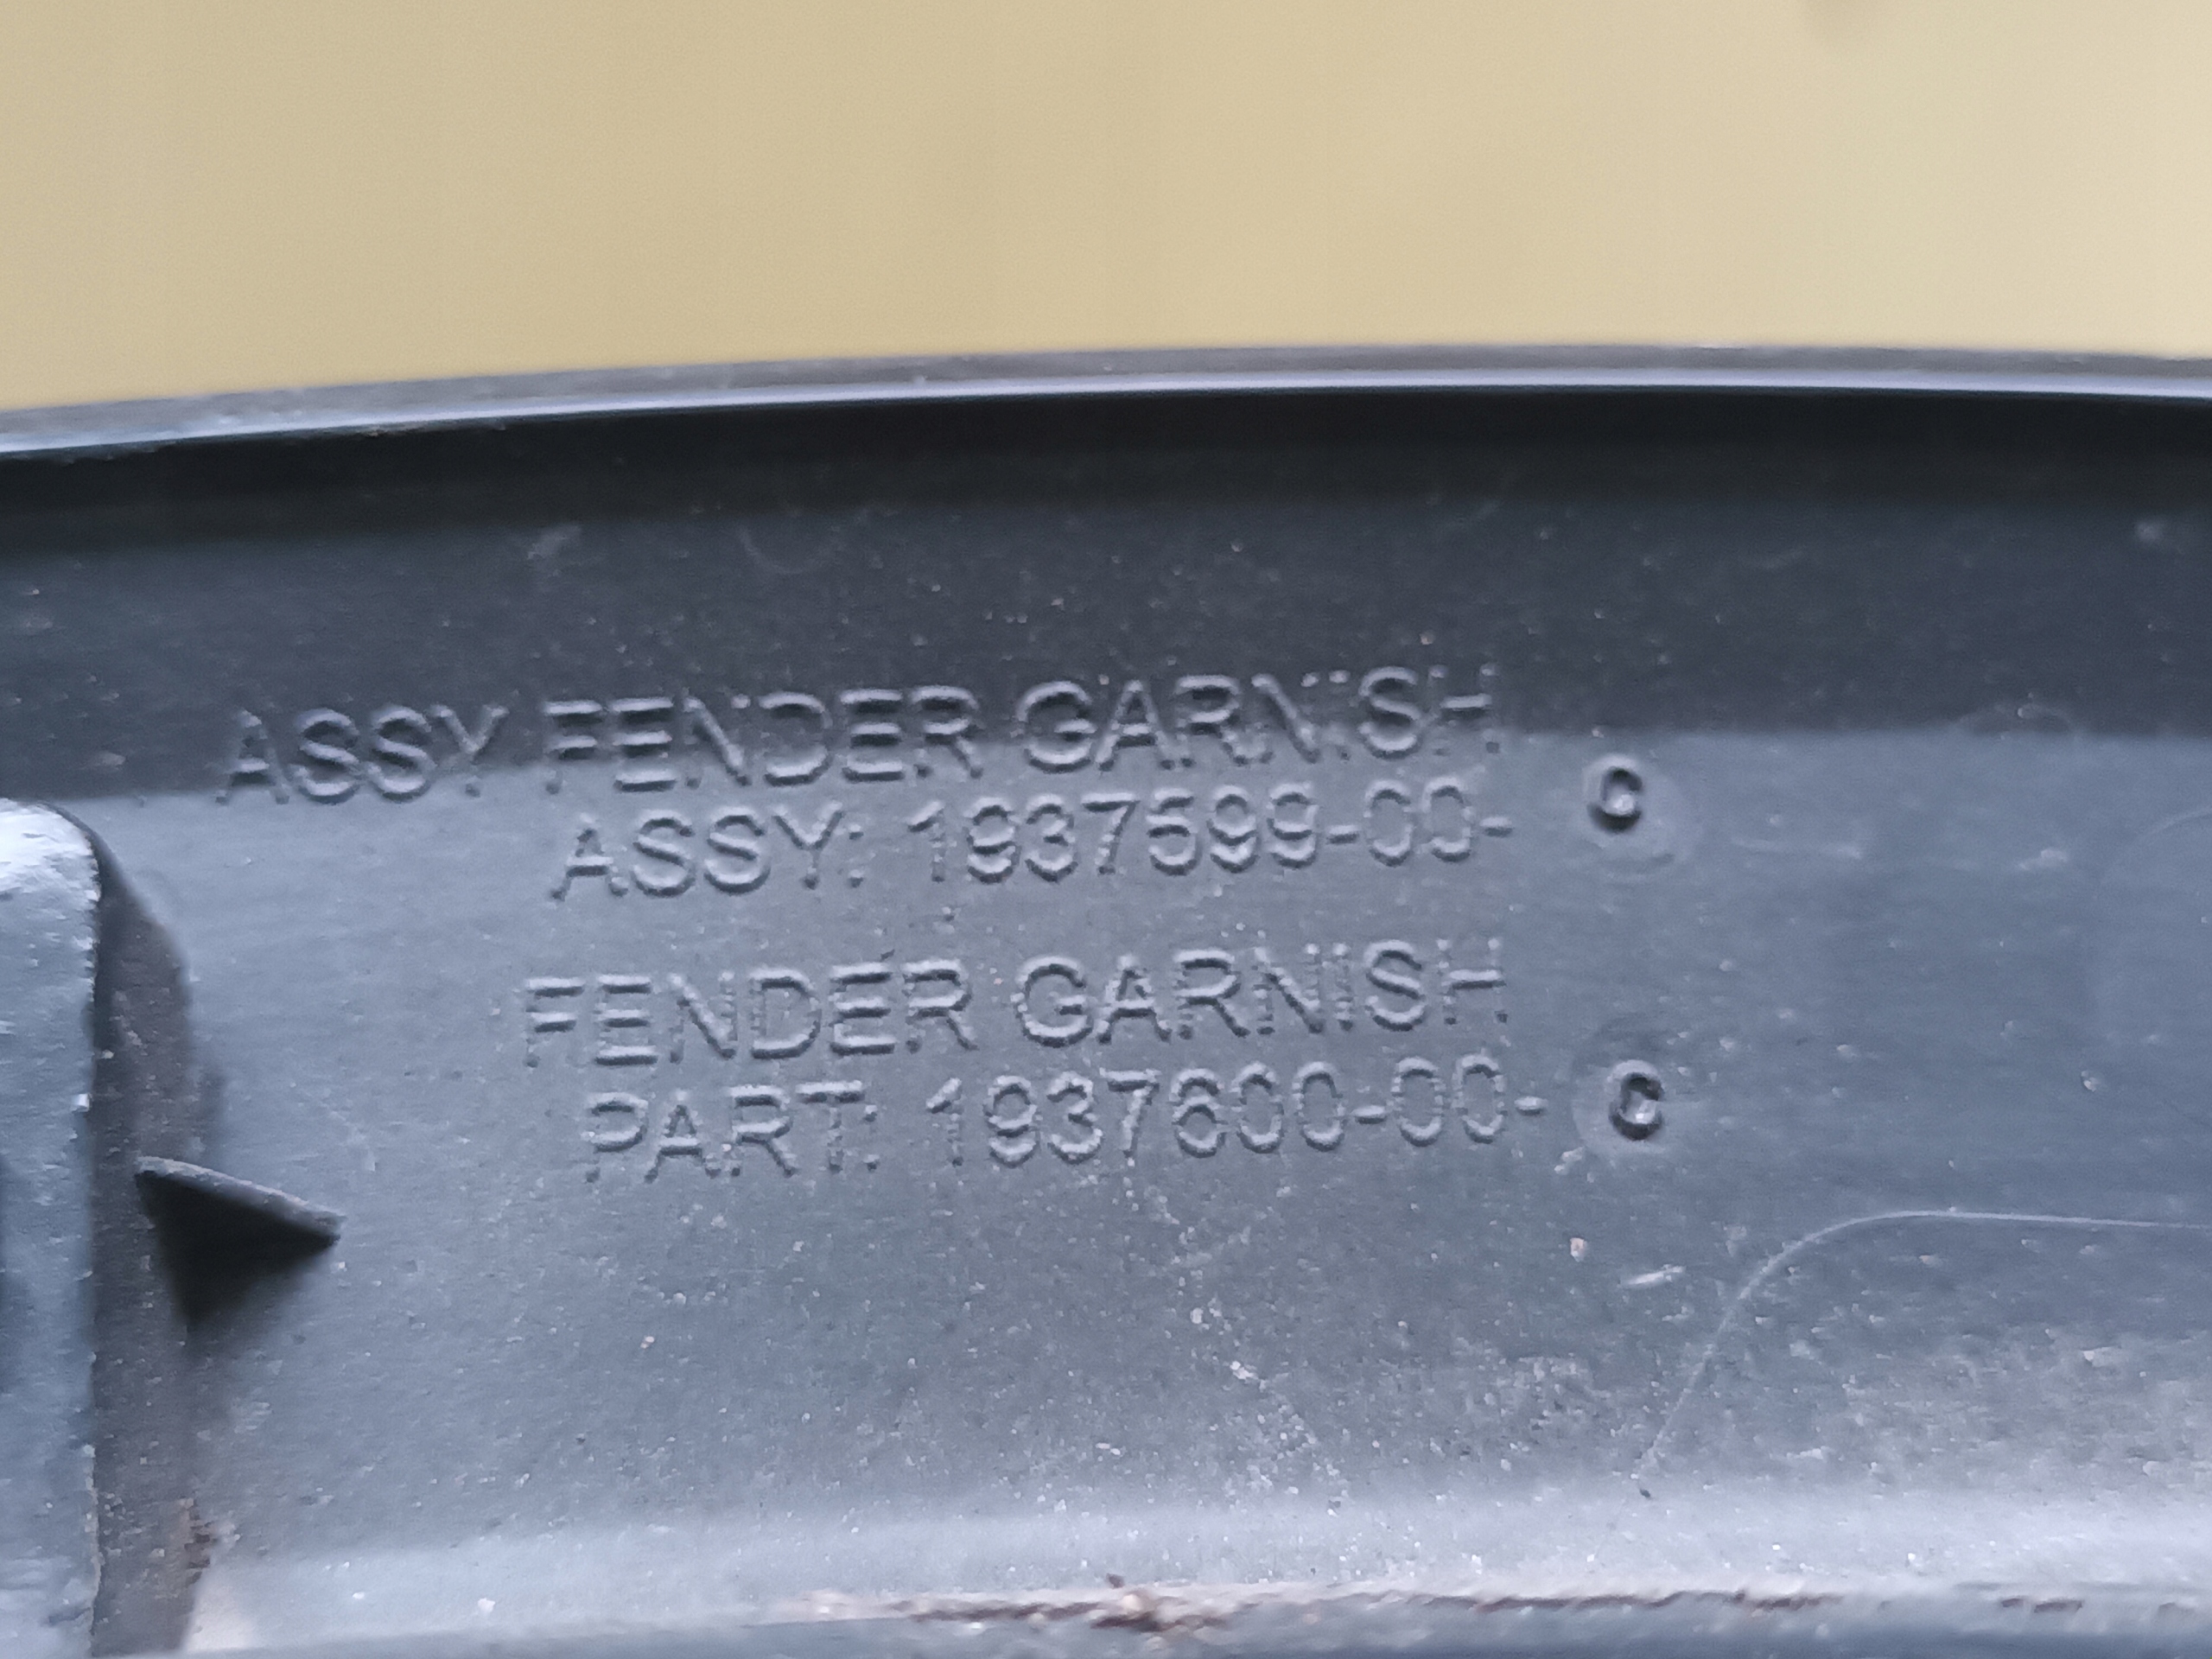 ASSY FENDER GARNISH
ASSY: 1937599-00- C
FENDER GARNISH
PART: 1937600-00- C